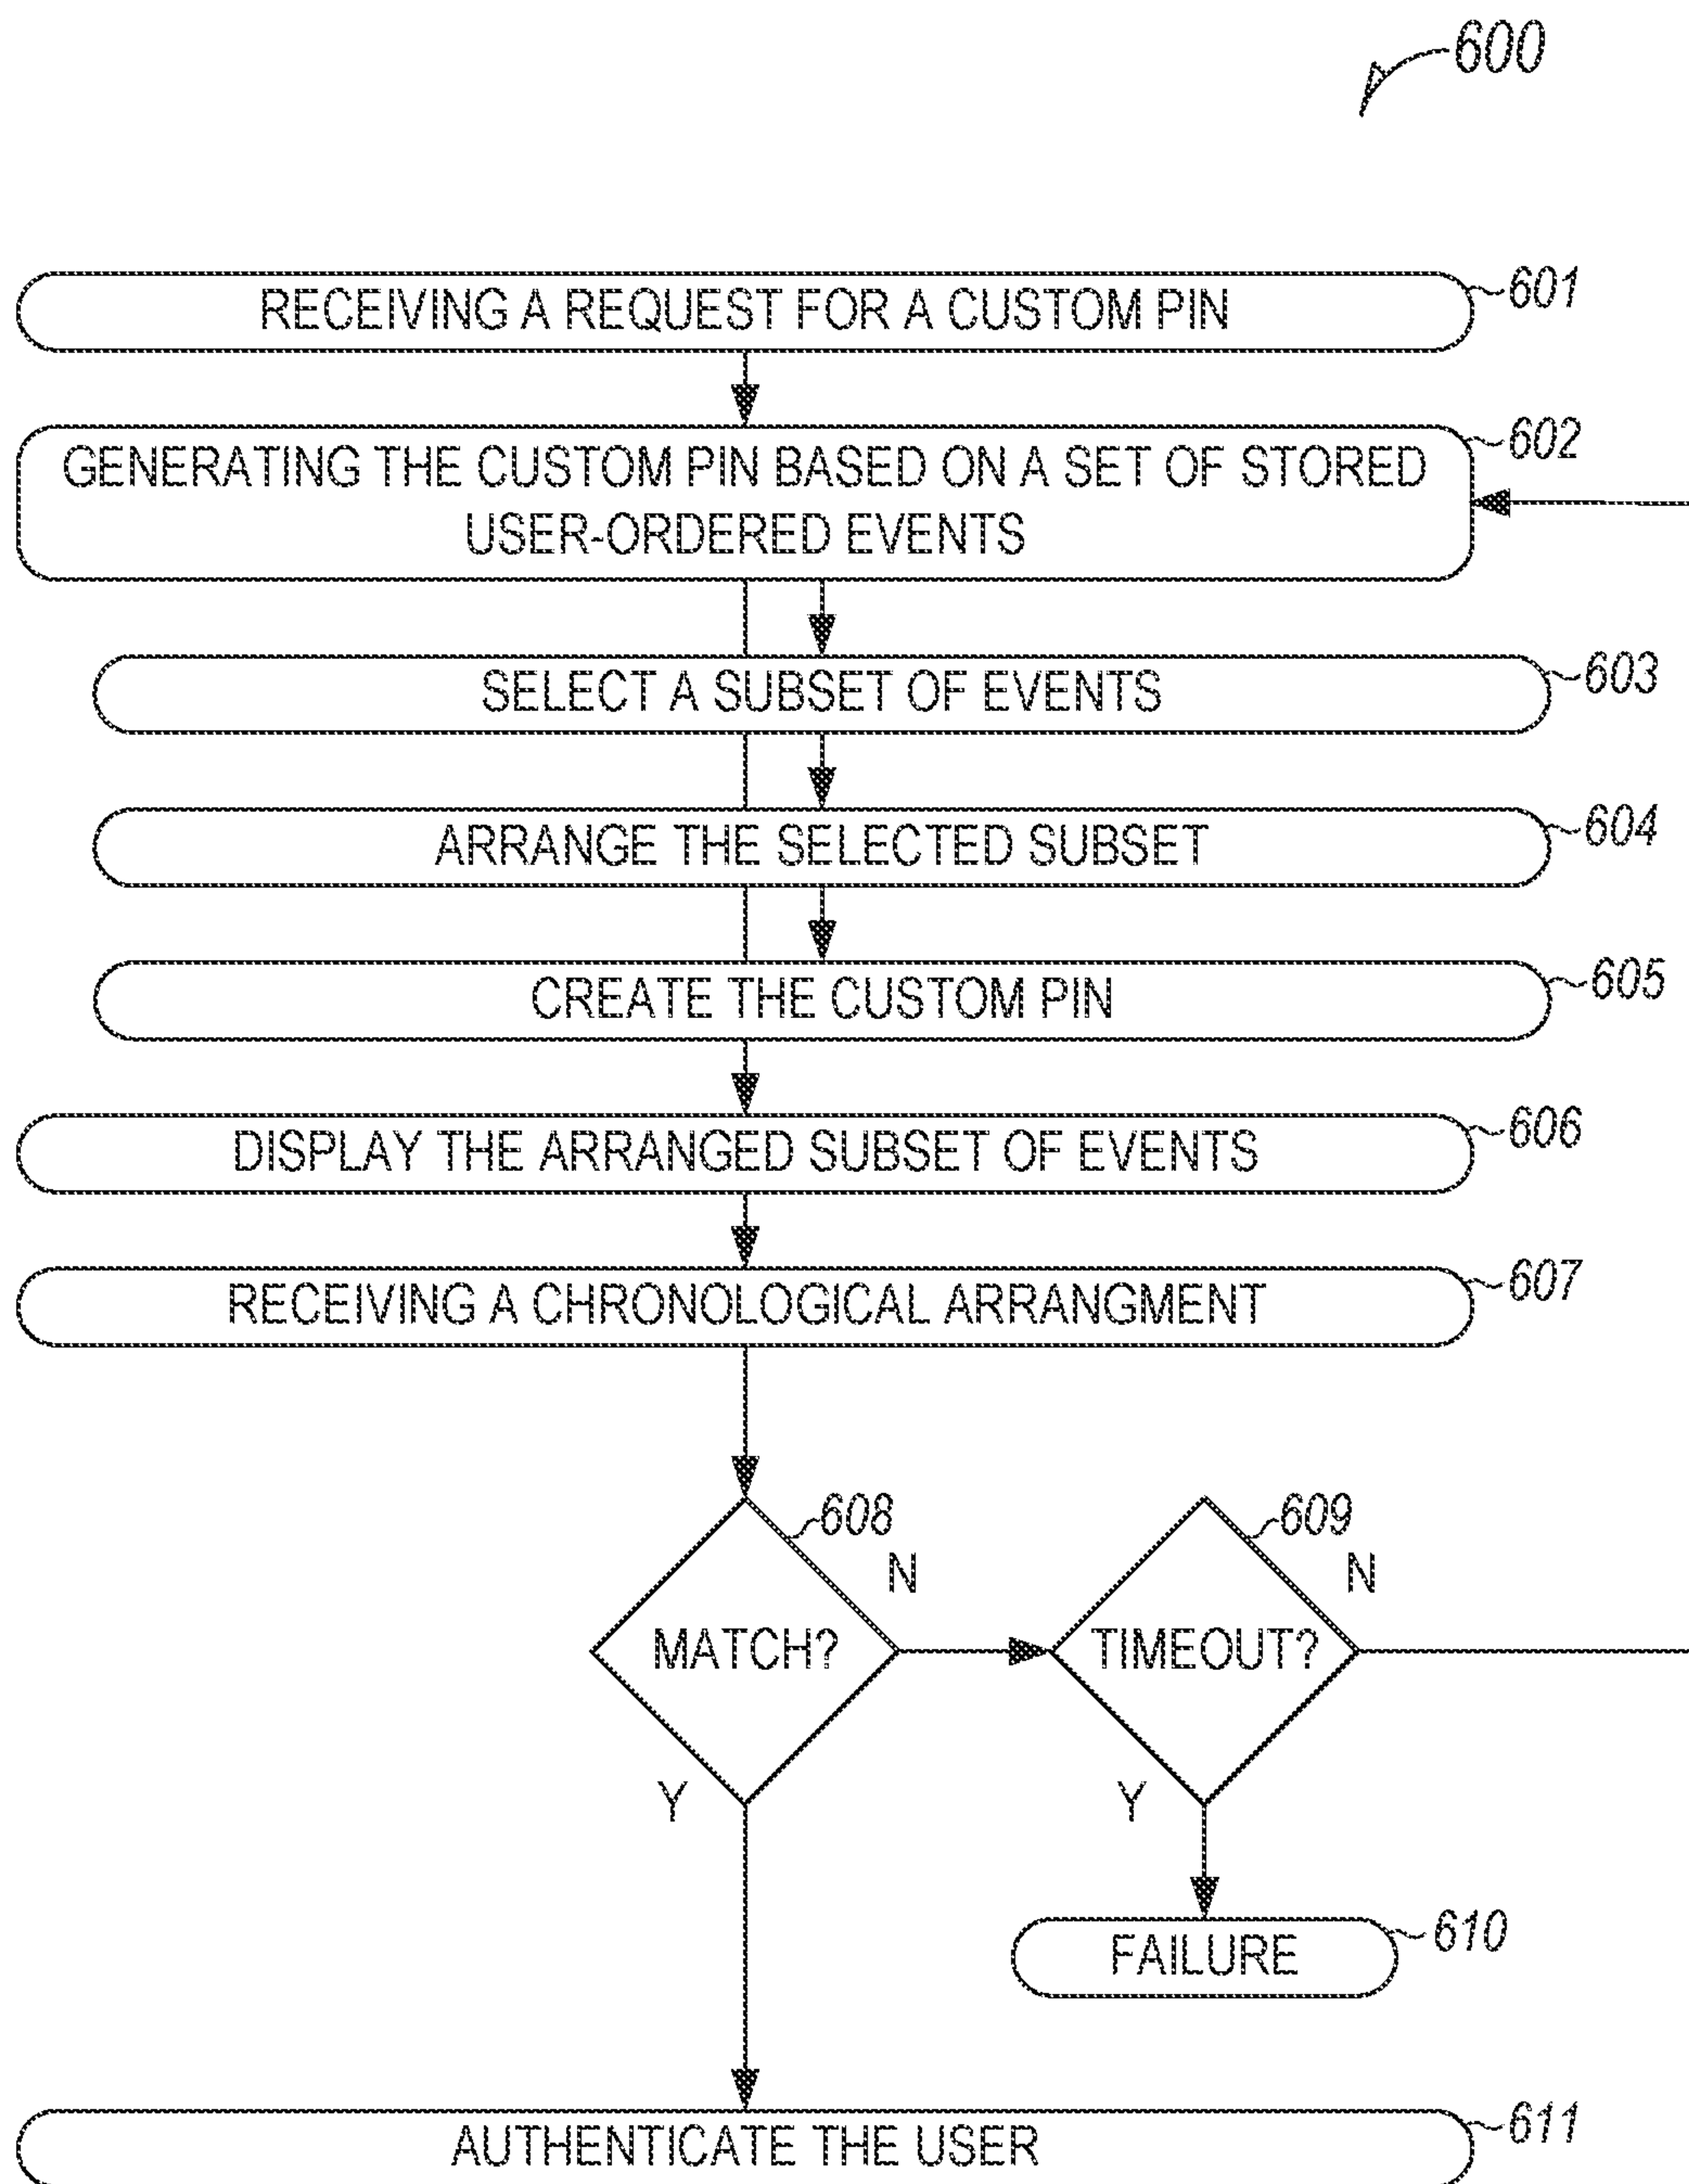 600
RECEIVING A REQUEST FOR A CUSTOM PIN
601
GENERATING THE CUSTOM PIN BASED ON A SET OF STORED
USER-ORDERED EVENTS
602
SELECT A SUBSET OF EVENTS
603
ARRANGE THE SELECTED SUBSET
604
CREATE THE CUSTOM PIN
605
DISPLAY THE ARRANGED SUBSET OF EVENTS
606
RECEIVING A CHRONOLOGICAL ARRANGMENT
607
608
MATCH?
N
Y
609
TIMEOUT?
N
Y
FAILURE
610
AUTHENTICATE THE USER
611